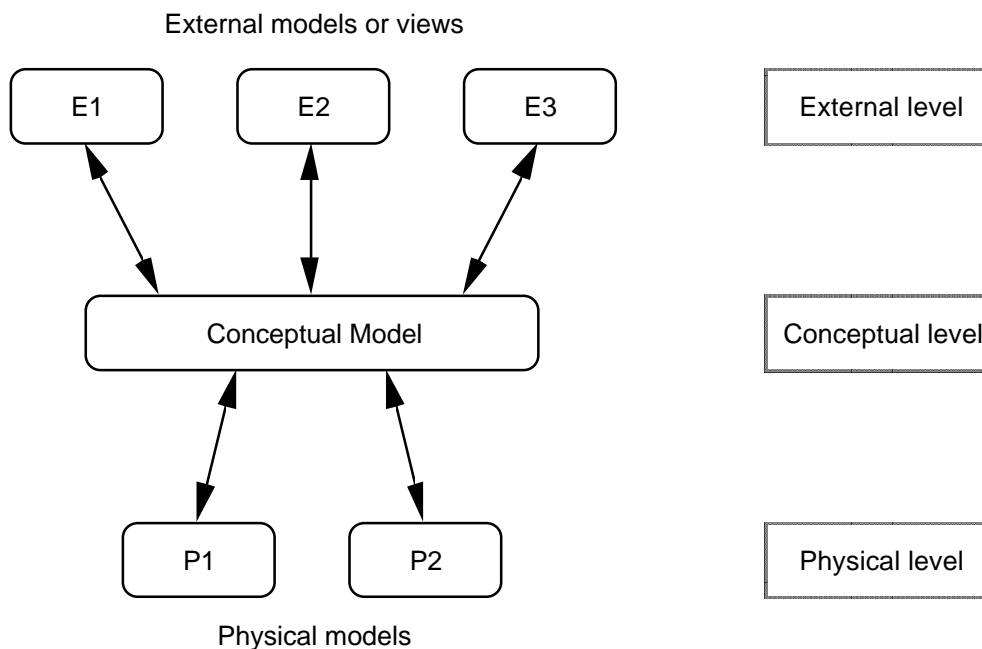 External models or views
E1
E2
E3
External level
Conceptual Model
Conceptual level
P1
P2
Physical level
Physical models